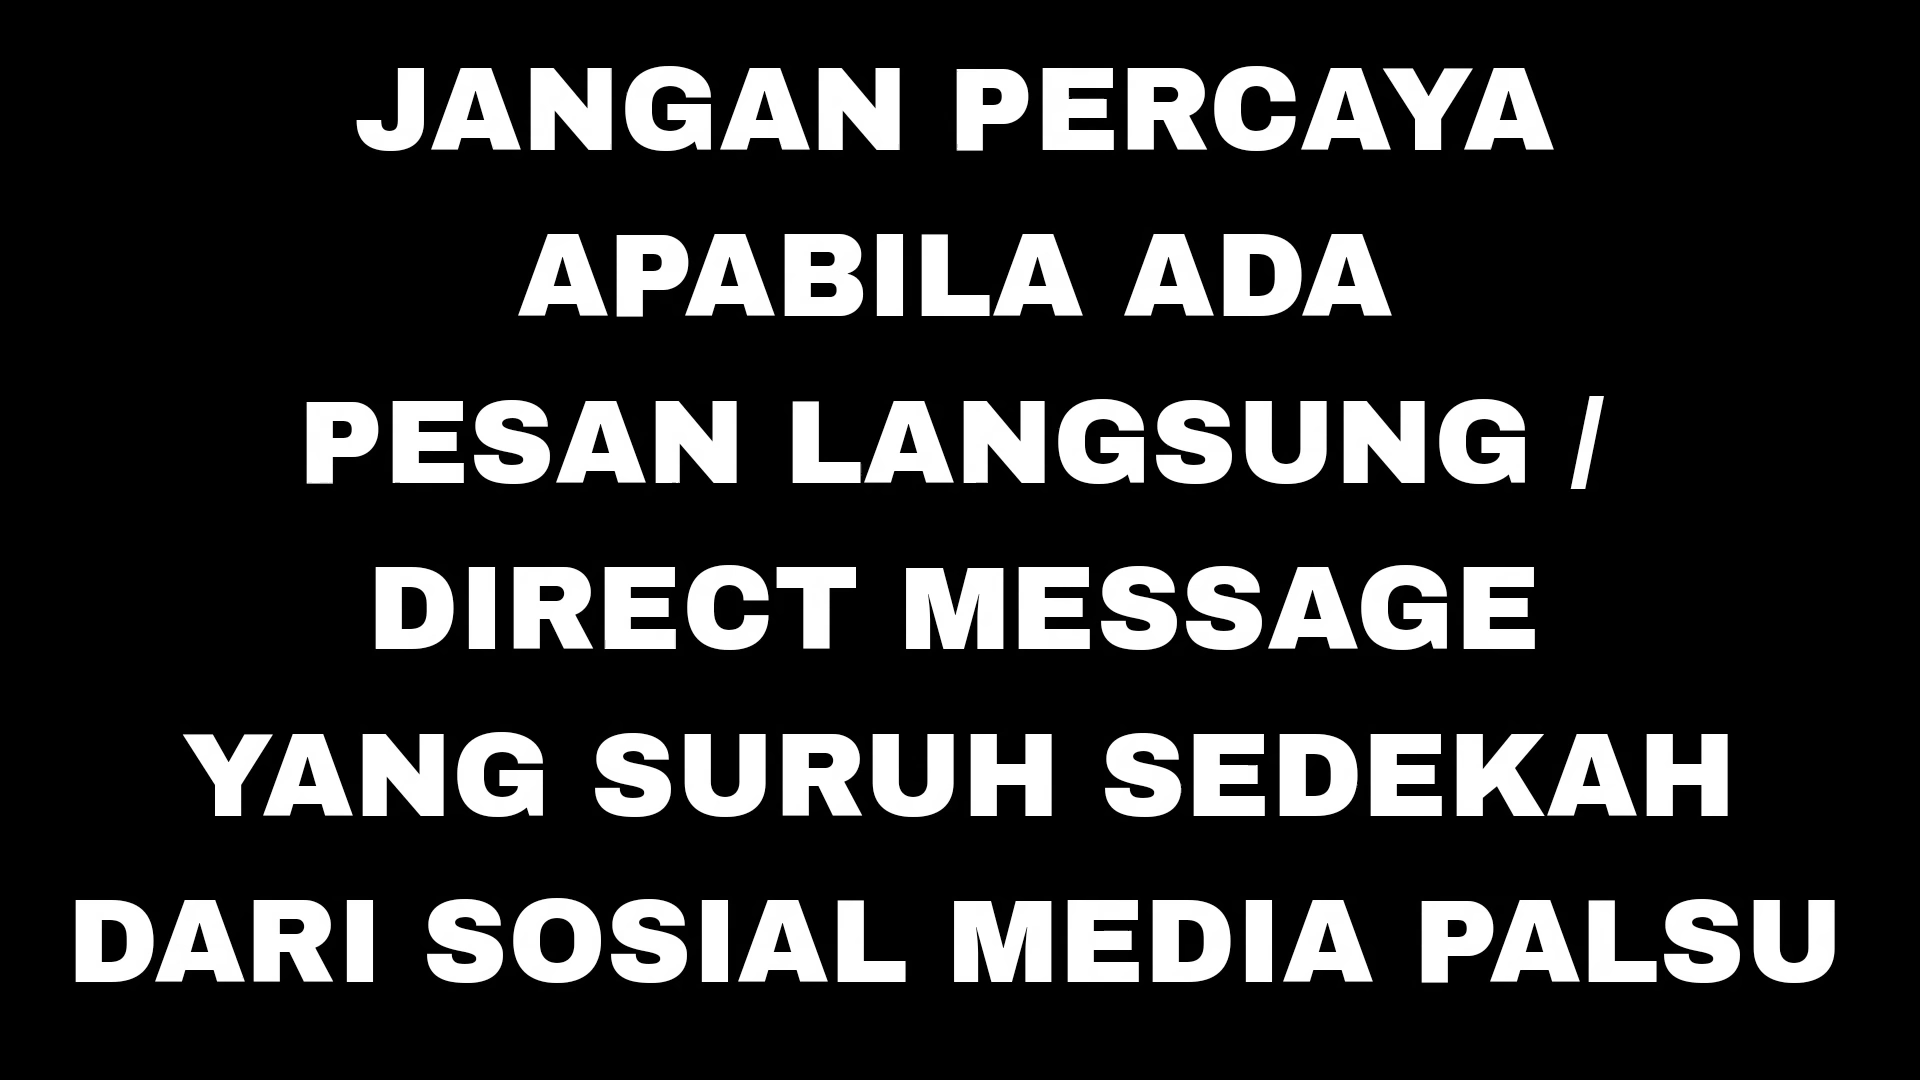 JANGAN PERCAYA
APABILA ADA
PESAN LANGSUNG /
DIRECT MESSAGE
YANG SURUH SEDEKAH
DARI SOSIAL MEDIA PALSU